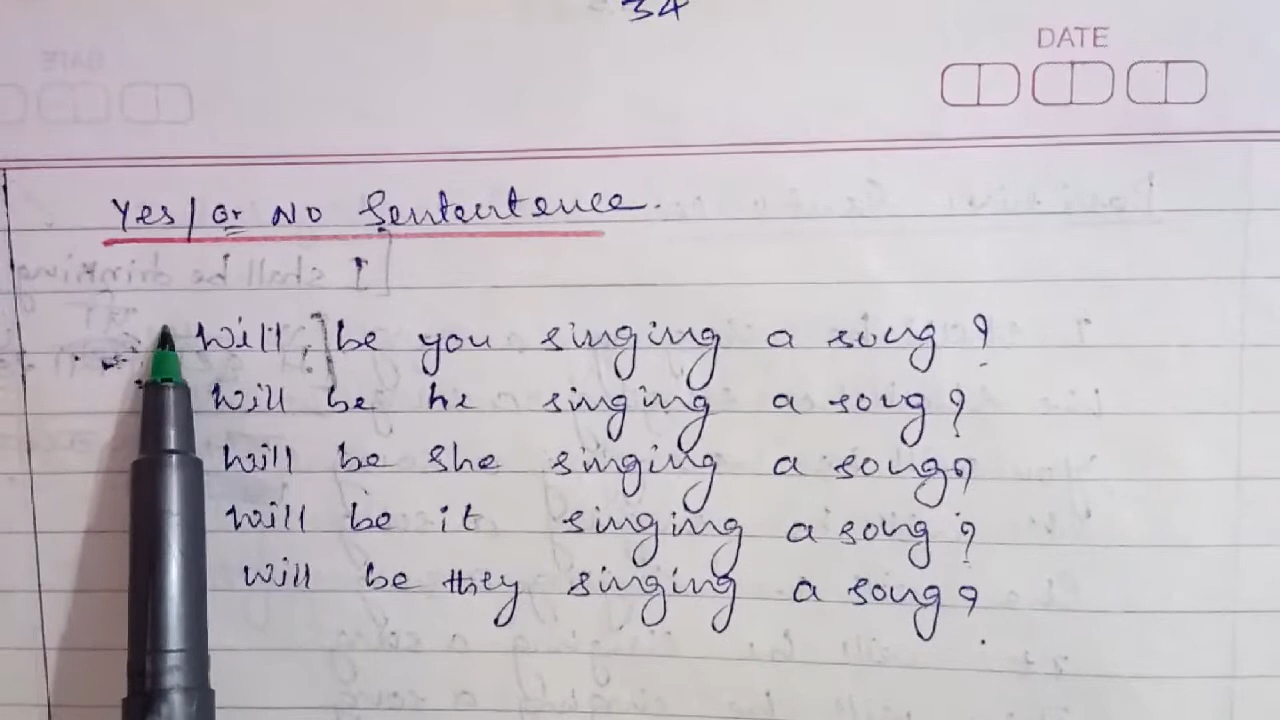 34
DATE
Yes/ or No Sentemtence.
Will be you singing a song?
Will be he singing a song?
Will be she singing a song?
Will be it singing a song?
Will be they singing a song?